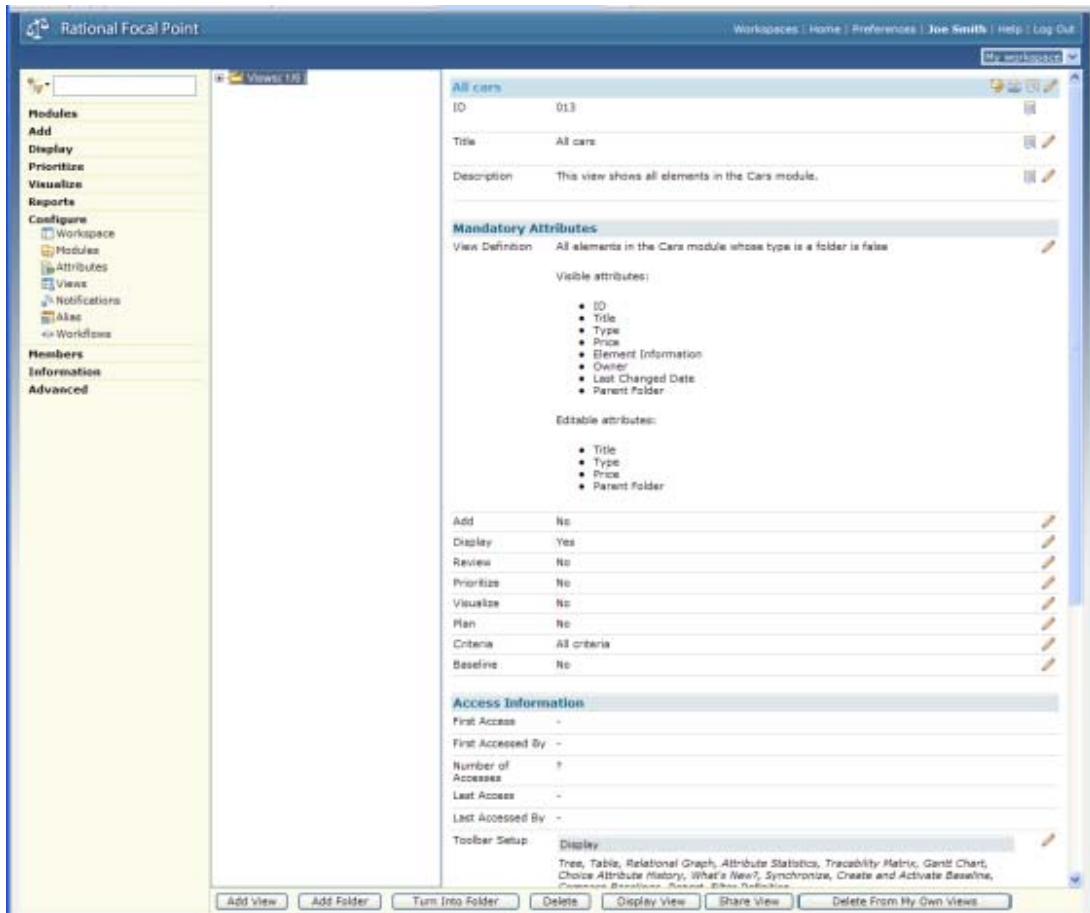 Rational Focal Point
Workspaces | Home | Preferences | Joe Smith | Help | Log Out
My workspace
Modules
Add
Display
Prioritize
Visualize
Reports
Configure
Workspace
Modules
Attributes
Views
Notifications
Alias
Workflows
Members
Information
Advanced
Views: 1/6
All cars
ID 013
Title All cars
Description This view shows all elements in the Cars module.
Mandatory Attributes
View Definition All elements in the Cars module whose type is a folder is false
Visible attributes:
• ID
• Title
• Type
• Price
• Element Information
• Owner
• Last Changed Date
• Parent Folder
Editable attributes:
• Title
• Type
• Price
• Parent Folder
Add No
Display Yes
Review No
Prioritize No
Visualize No
Plan No
Criteria All criteria
Baseline No
Access Information
First Access -
First Accessed By -
Number of ?
Accesses
Last Access -
Last Accessed By -
Toolbar Setup Display
Tree, Table, Relational Graph, Attribute Statistics, Traceability Matrix, Gantt Chart,
Choice Attribute History, What's New?, Synchronize, Create and Activate Baseline,
Compare Baselines, Report, Filter Definition
Add View Add Folder Turn Into Folder Delete Display View Share View Delete From My Own Views